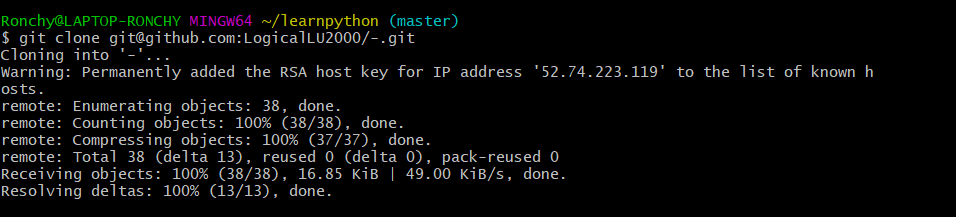 Ronchy@LAPTOP-RONCHY MINGW64 ~/learnpython (master)
$ git clone git@github.com:LogicalLU2000/-.git
Cloning into '-'...
Warning: Permanently added the RSA host key for IP address '52.74.223.119' to the list of known h
osts.
remote: Enumerating objects: 38, done.
remote: Counting objects: 100% (38/38), done.
remote: Compressing objects: 100% (37/37), done.
remote: Total 38 (delta 13), reused 0 (delta 0), pack-reused 0
Receiving objects: 100% (38/38), 16.85 KiB | 49.00 KiB/s, done.
Resolving deltas: 100% (13/13), done.